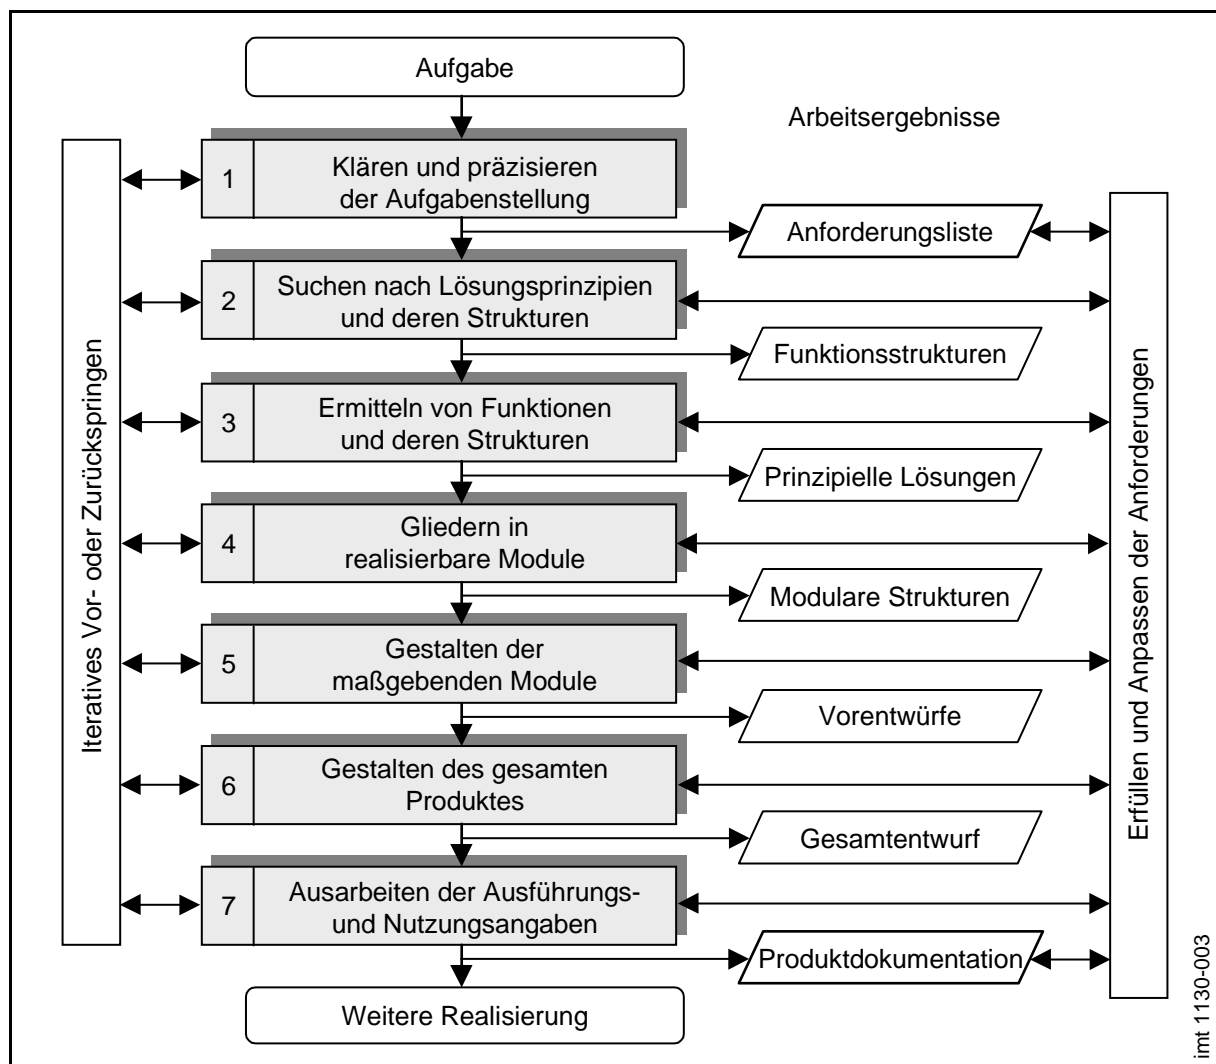 Aufgabe
Arbeitsergebnisse
1
Klären und präzisieren
der Aufgabenstellung
Anforderungsliste
2
Suchen nach Lösungsprinzipien
und deren Strukturen
Funktionsstrukturen
3
Ermitteln von Funktionen
und deren Strukturen
Prinzipielle Lösungen
4
Gliedern in
realisierbare Module
Modulare Strukturen
5
Gestalten der
maßgebenden Module
Vorentwürfe
6
Gestalten des gesamten
Produktes
Gesamtentwurf
7
Ausarbeiten der Ausführungs-
und Nutzungsangaben
Produktdokumentation
Weitere Realisierung
Iteratives Vor- oder Zurückspringen
Erfüllen und Anpassen der Anforderungen
imt 1130-003